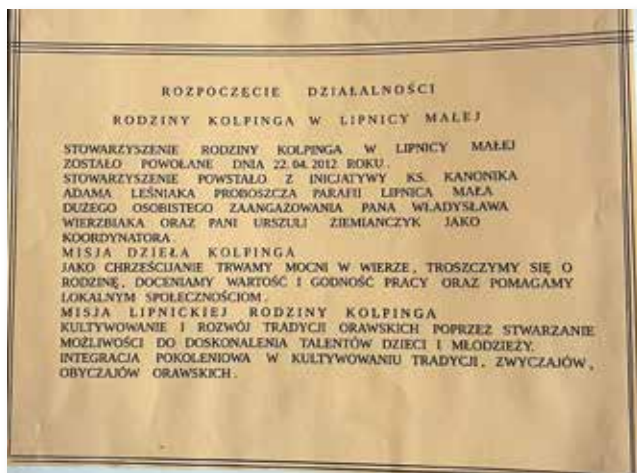 ROZPOCZĘCIE DZIAŁALNOŚCI
RODZINY KOLPINGA W LIPNICY MAŁEJ
STOWARZYSZENIE RODZINY KOLPINGA W LIPNICY MAŁEJ
ZOSTAŁO POWOŁANE DNIA 22.04.2012 ROKU.
STOWARZYSZENIE POWSTAŁO Z INICJATYWY KS. KANONIKA
ADAMA LEŚNIAKA PROBOSZCZA PARAFII LIPNICA MAŁA
DUŻEGO OSOBISTEGO ZAANGAŻOWANIA PANA WŁADYSŁAWA
WIERZBIAKA ORAZ PANI URSZULI ZIEMIANCZYK JAKO
KOORDYNATORA.
MISJA DZIEŁA KOLPINGA
JAKO CHRZEŚCIJANIE TRWAMY MOCNI W WIERZE, TROSZCZYMY SIĘ O
RODZINĘ, DOCENIAMY WARTOŚĆ I GODNOŚĆ PRACY ORAZ POMAGAMY
LOKALNYM SPOŁECZNOŚCIOM.
MISJA LIPNICKIEJ RODZINY KOLPINGA
KULTYWOWANIE I ROZWÓJ TRADYCJI ORAWSKICH POPRZEZ STWARZANIE
MOŻLIWOŚCI DO DOSKONALENIA TALENTÓW DZIECI I MŁODZIEŻY.
INTEGRACJA POKOLENIOWA W KULTYWOWANIU TRADYCJI, ZWYCZAJÓW,
OBYCZAJÓW ORAWSKICH.